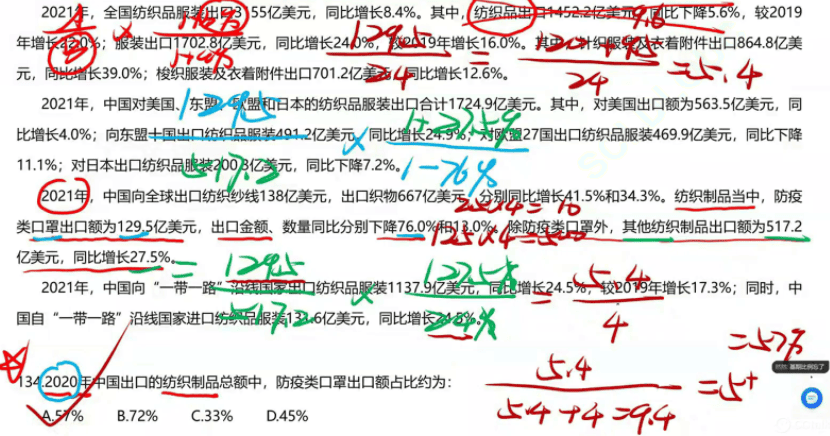 2021年，全国纺织品服装出口3155亿美元，同比增长8.4%。其中，纺织品出口1452.2亿美元，同比下降5.6%，较2019
年增长22.0%；服装出口1702.8亿美元，同比增长24.0%，较2019年增长16.0%。其中，针织服装及衣着附件出口864.8亿美
元，同比增长39.0%；梭织服装及衣着附件出口701.2亿美元，同比增长12.6%。
129.5
24
=
120+9.5
24
=5.4
2021年，中国对美国、东盟、欧盟和日本的纺织品服装出口合计1724.9亿美元。其中，对美国出口额为563.5亿美元，同
比增长4.0%；向东盟十国出口纺织品服装491.2亿美元，同比增长24.9%；对欧盟27国出口纺织品服装469.9亿美元，同比下降
11.1%；对日本出口纺织品服装200.3亿美元，同比下降7.2%。
129.5
517.2
×
1+27.5%
1-76%
2021年，中国向全球出口纺织纱线138亿美元，出口织物667亿美元，分别同比增长41.5%和34.3%。纺织制品当中，防疫
类口罩出口额为129.5亿美元，出口金额、数量同比分别下降76.0%和13.0%。除防疫类口罩外，其他纺织制品出口额为517.2
亿美元，同比增长27.5%。
25×4=10
125×4=500
=
129.5
517.2
×
127.5%
24%
=
5.4
4
2021年，中国向“一带一路”沿线国家出口纺织品服装1137.9亿美元，同比增长24.5%，较2019年增长17.3%；同时，中
国自“一带一路”沿线国家进口纺织品服装131.6亿美元，同比增长24.5%。
134.2020年中国出口的纺织制品总额中，防疫类口罩出口额占比约为：
A.57% B.72% C.33% D.45%
5.4
5.4+4=9.4
=5+
=57%